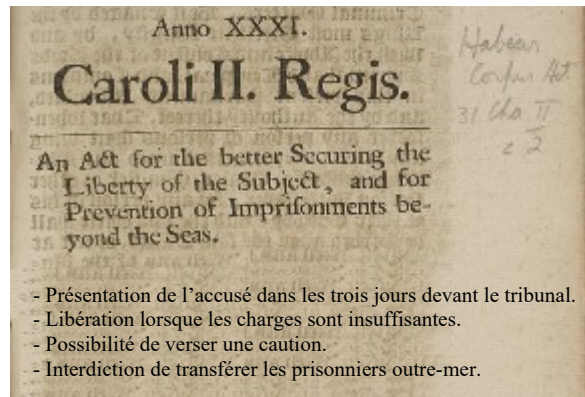 Anno XXXI.
Caroli II. Regis.
An Act for the better Securing the
Liberty of the Subject, and for
Prevention of Imprisonments be-
yond the Seas.
Habeas
Corpus Act
31 Cha II
c 2
- Présentation de l’accusé dans les trois jours devant le tribunal.
- Libération lorsque les charges sont insuffisantes.
- Possibilité de verser une caution.
- Interdiction de transférer les prisonniers outre-mer.